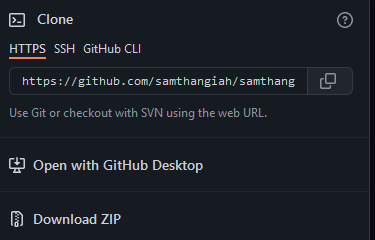 Clone
HTTPS SSH GitHub CLI
https://github.com/samthangiah/samthang
Use Git or checkout with SVN using the web URL.
Open with GitHub Desktop
Download ZIP